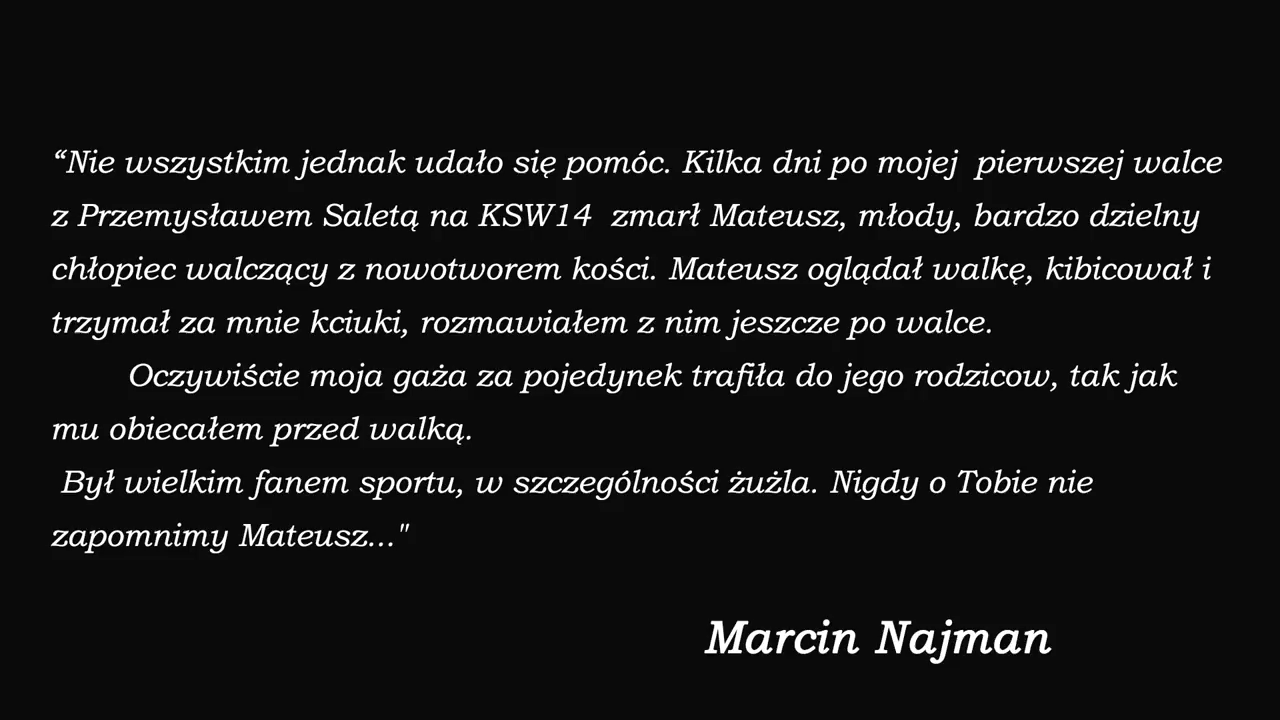 “Nie wszystkim jednak udało się pomóc. Kilka dni po mojej  pierwszej walce
z Przemysławem Saletą na KSW14  zmarł Mateusz, młody, bardzo dzielny
chłopiec walczący z nowotworem kości. Mateusz oglądał walkę, kibicował i
trzymał za mnie kciuki, rozmawiałem z nim jeszcze po walce.
Oczywiście moja gaża za pojedynek trafiła do jego rodzicow, tak jak
mu obiecałem przed walką.
Był wielkim fanem sportu, w szczególności żużla. Nigdy o Tobie nie
zapomnimy Mateusz..."
Marcin Najman